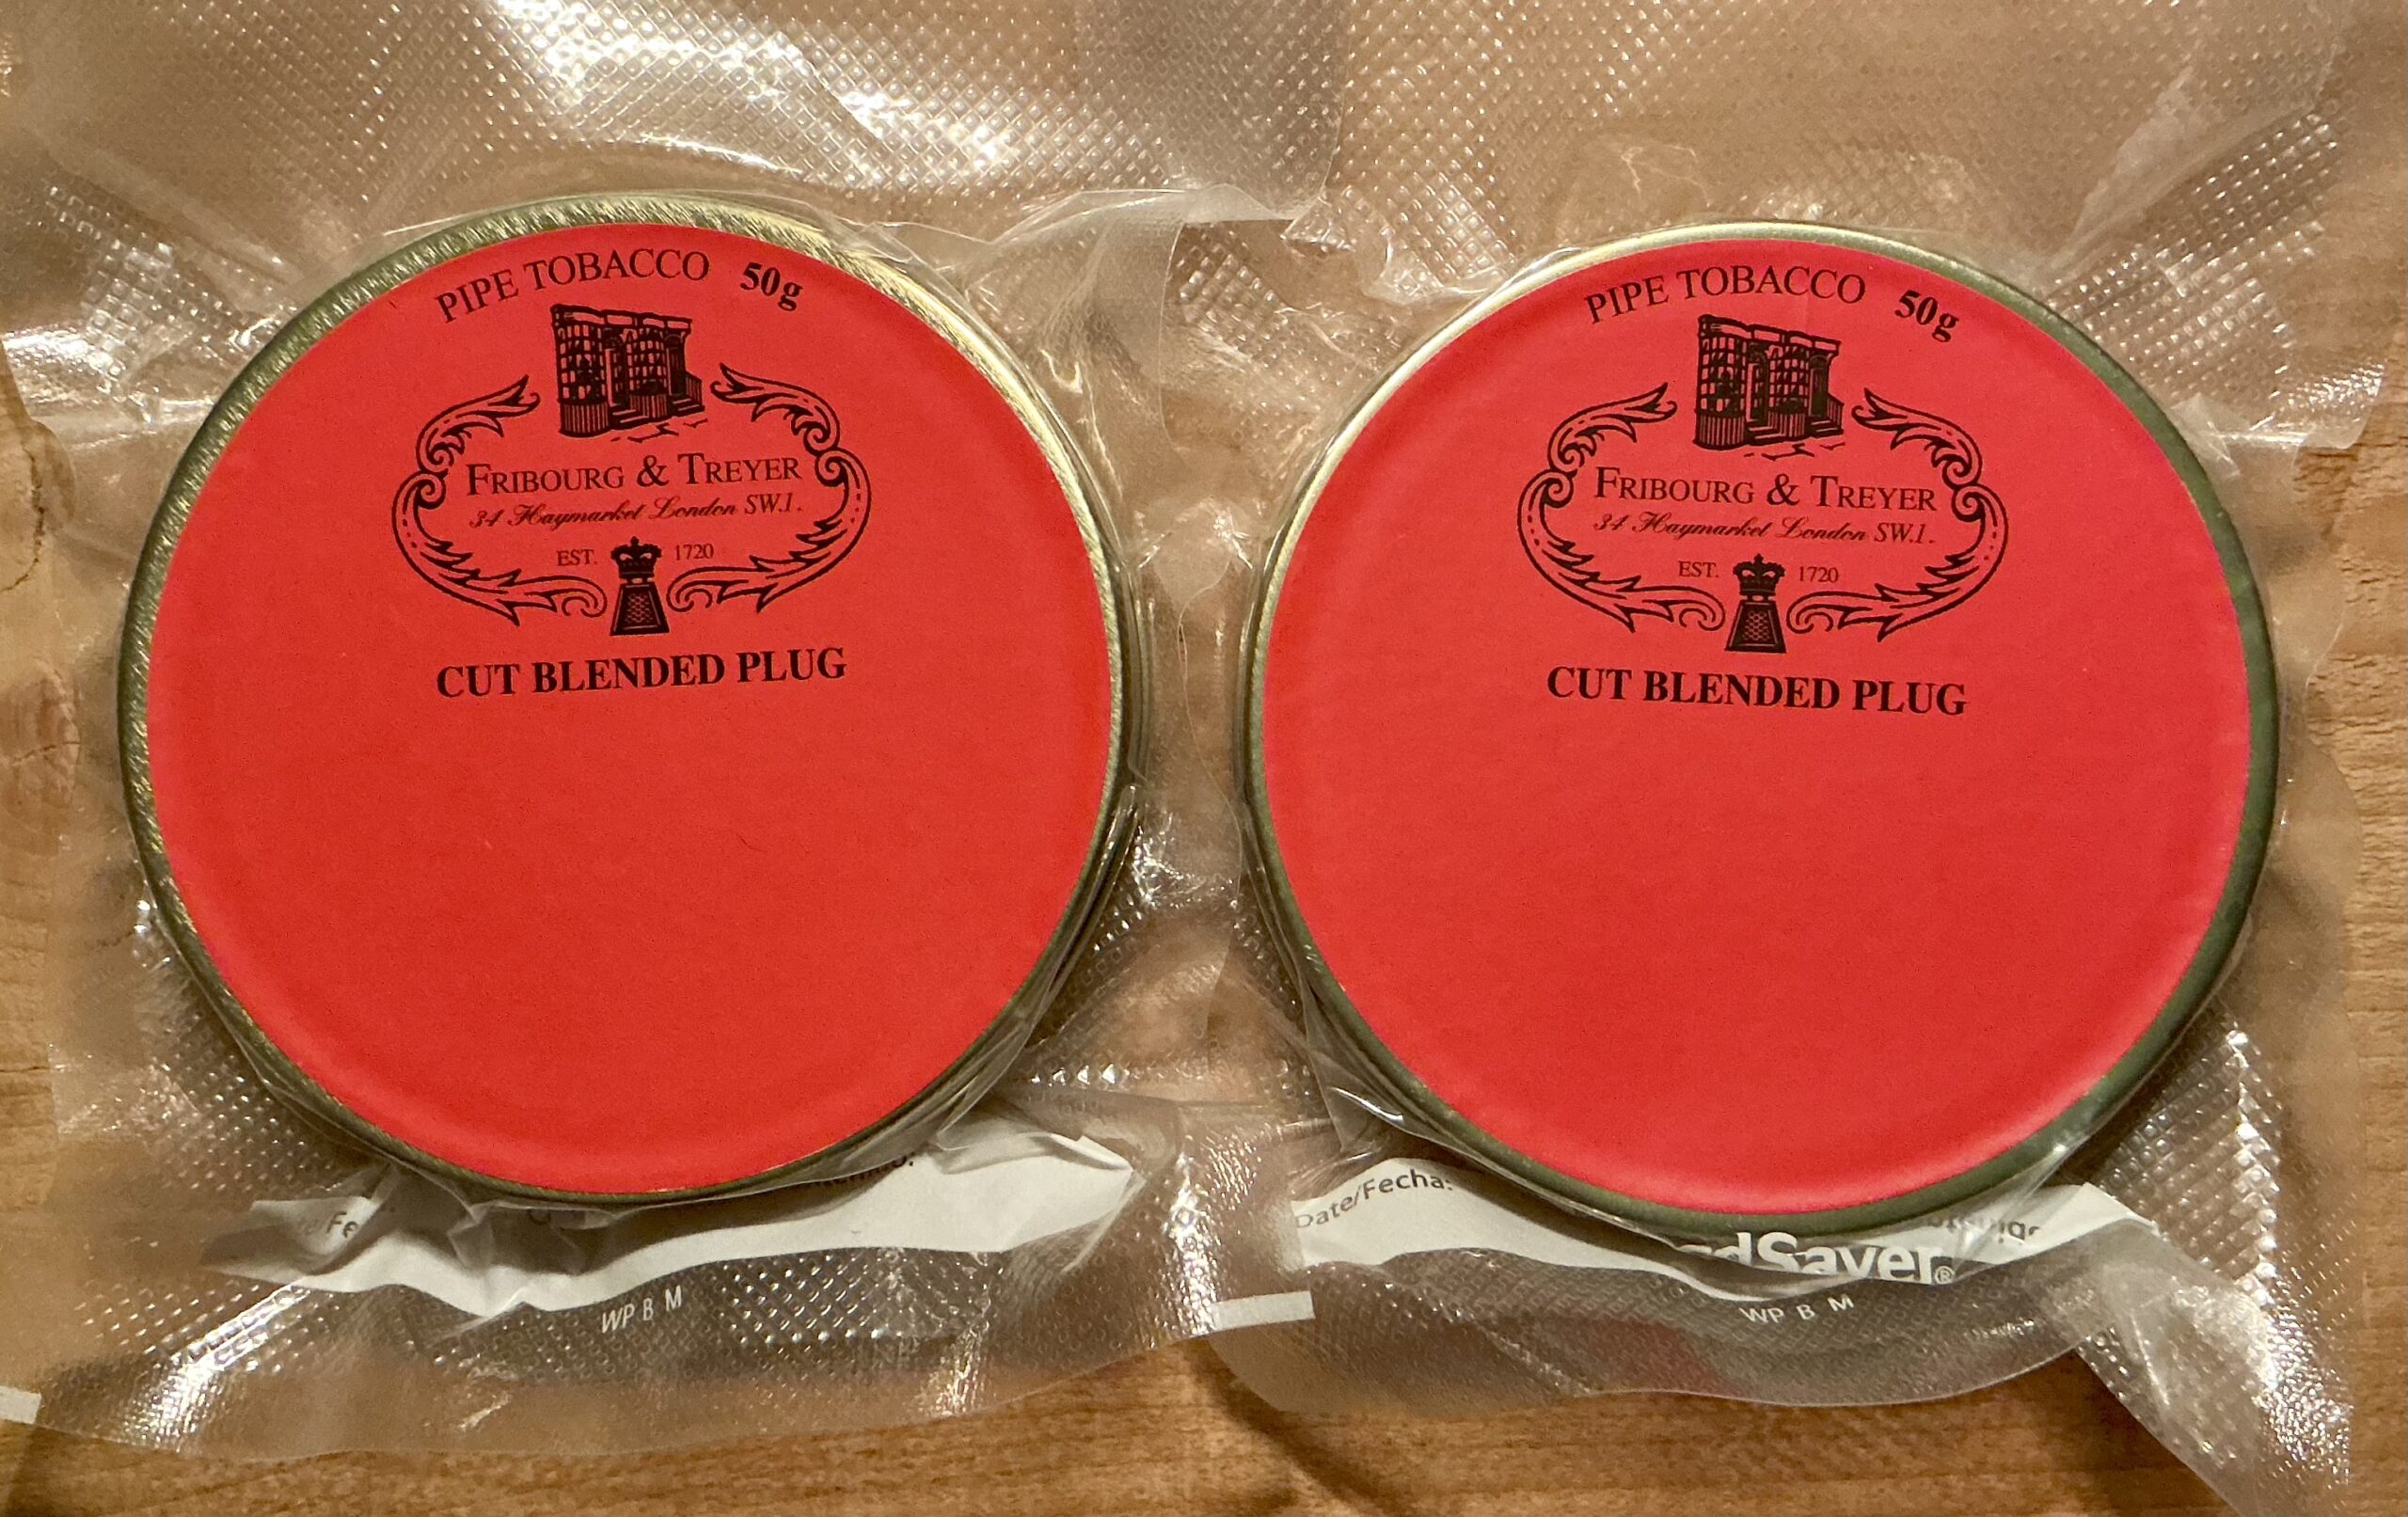 PIPE TOBACCO 50g
FRIBOURG & TREYER
34 Haymarket London SW.1.
EST. 1720
CUT BLENDED PLUG
WP B M
PIPE TOBACCO 50g
FRIBOURG & TREYER
34 Haymarket London SW.1.
EST. 1720
CUT BLENDED PLUG
Date/Fecha:
WP B M